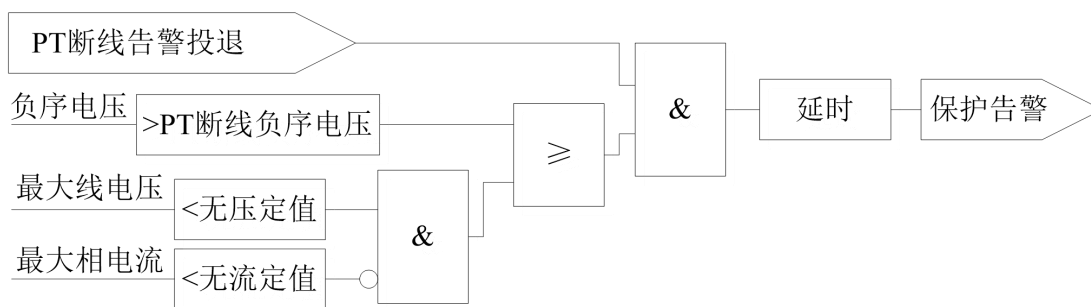 PT断线告警投退
负序电压
>PT断线负序电压
&
延时
保护告警
≥
最大线电压
<无压定值
&
最大相电流
<无流定值